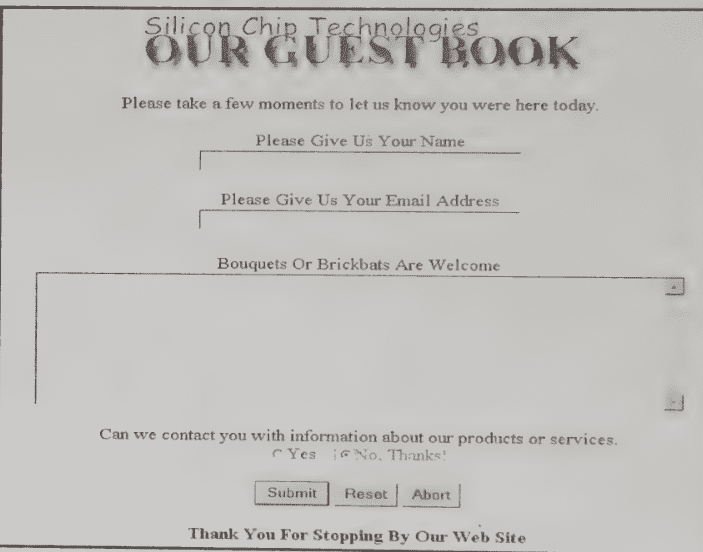 Silicon Chip Technologies
OUR GUEST BOOK
Please take a few moments to let us know you were here today.
Please Give Us Your Name
Please Give Us Your Email Address
Bouquets Or Brickbats Are Welcome
Can we contact you with information about our products or services.
Yes No, Thanks!
Submit Reset Abort
Thank You For Stopping By Our Web Site